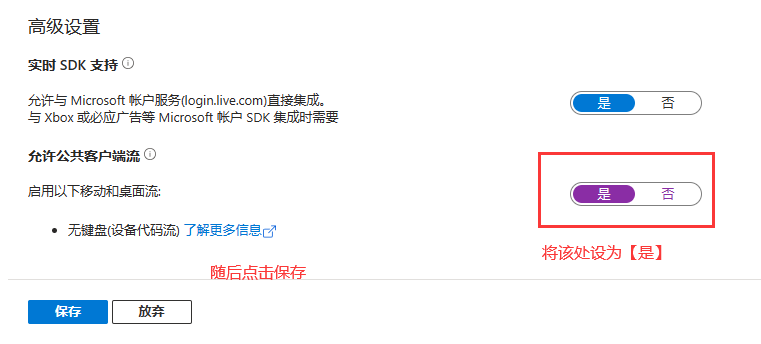 高级设置
实时 SDK 支持
允许与 Microsoft 帐户服务(login.live.com)直接集成。
与 Xbox 或必应广告等 Microsoft 帐户 SDK 集成时需要
是 否
允许公共客户端流
启用以下移动和桌面流:
是 否
• 无键盘(设备代码流) 了解更多信息
将该处设为【是】
随后点击保存
保存 放弃